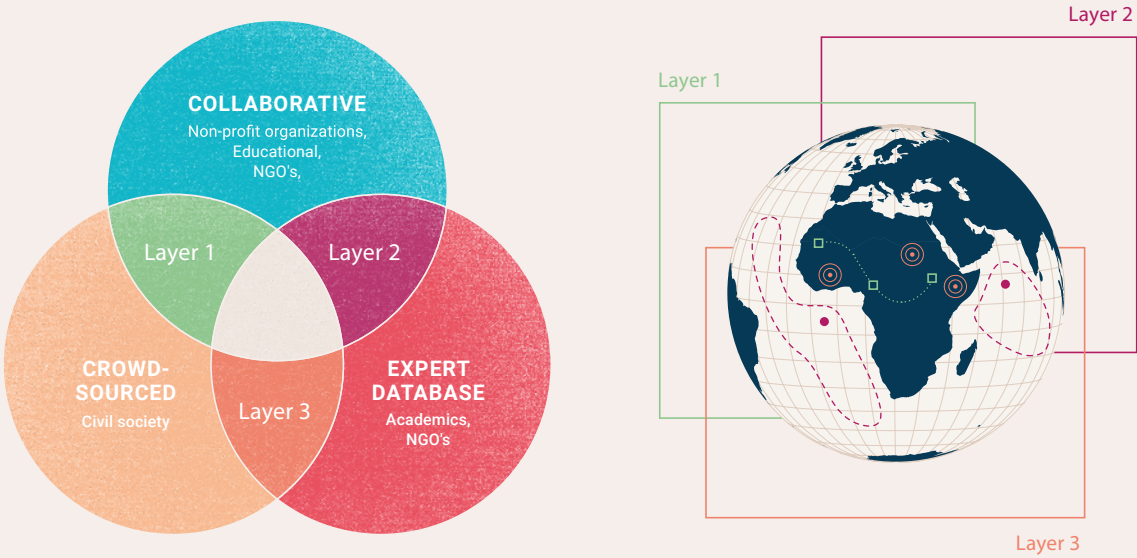 COLLABORATIVE
Non-profit organizations,
Educational,
NGO's,
Layer 1
Layer 2
CROWD-
SOURCED
Civil society
EXPERT
DATABASE
Academics,
NGO's
Layer 3
Layer 2
Layer 1
Layer 3